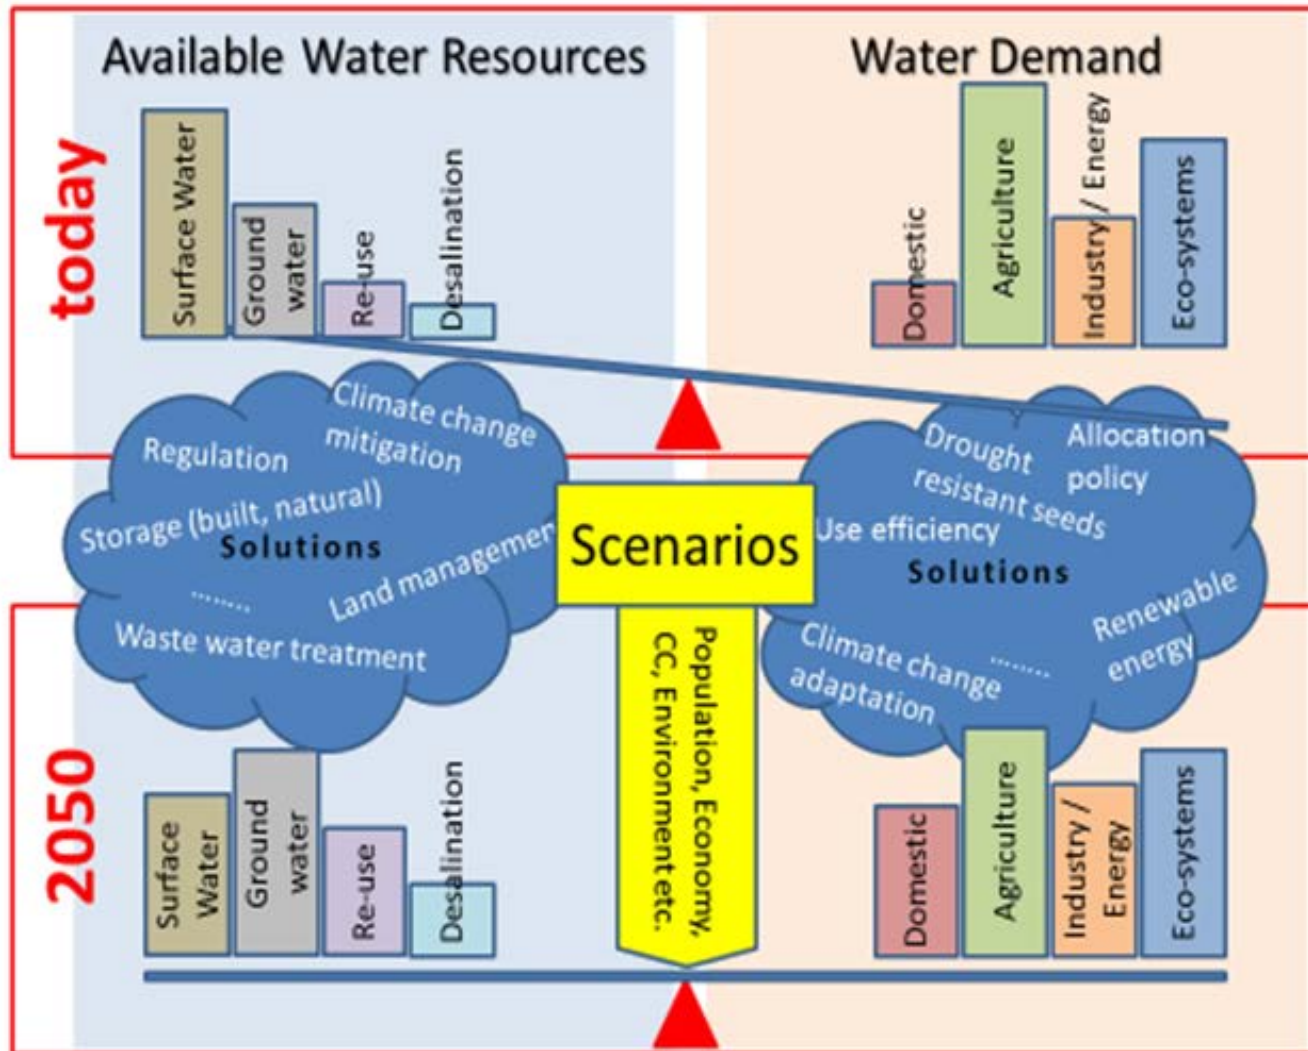 Available Water Resources
Water Demand
today
Surface Water
Ground
water
Re-use
Desalination
Domestic
Agriculture
Industry / Energy
Eco-systems
Regulation
Climate change
mitigation
Storage (built, natural)
Solutions
Land managemen
........
Waste water treatment
Scenarios
Population, Economy,
CC, Environment etc.
Drought
resistant seeds
Allocation
policy
Use efficiency
Solutions
Renewable
energy
Climate change
adaptation
........
2050
Surface
Water
Ground
water
Re-use
Desalination
Domestic
Agriculture
Industry /
Energy
Eco-systems